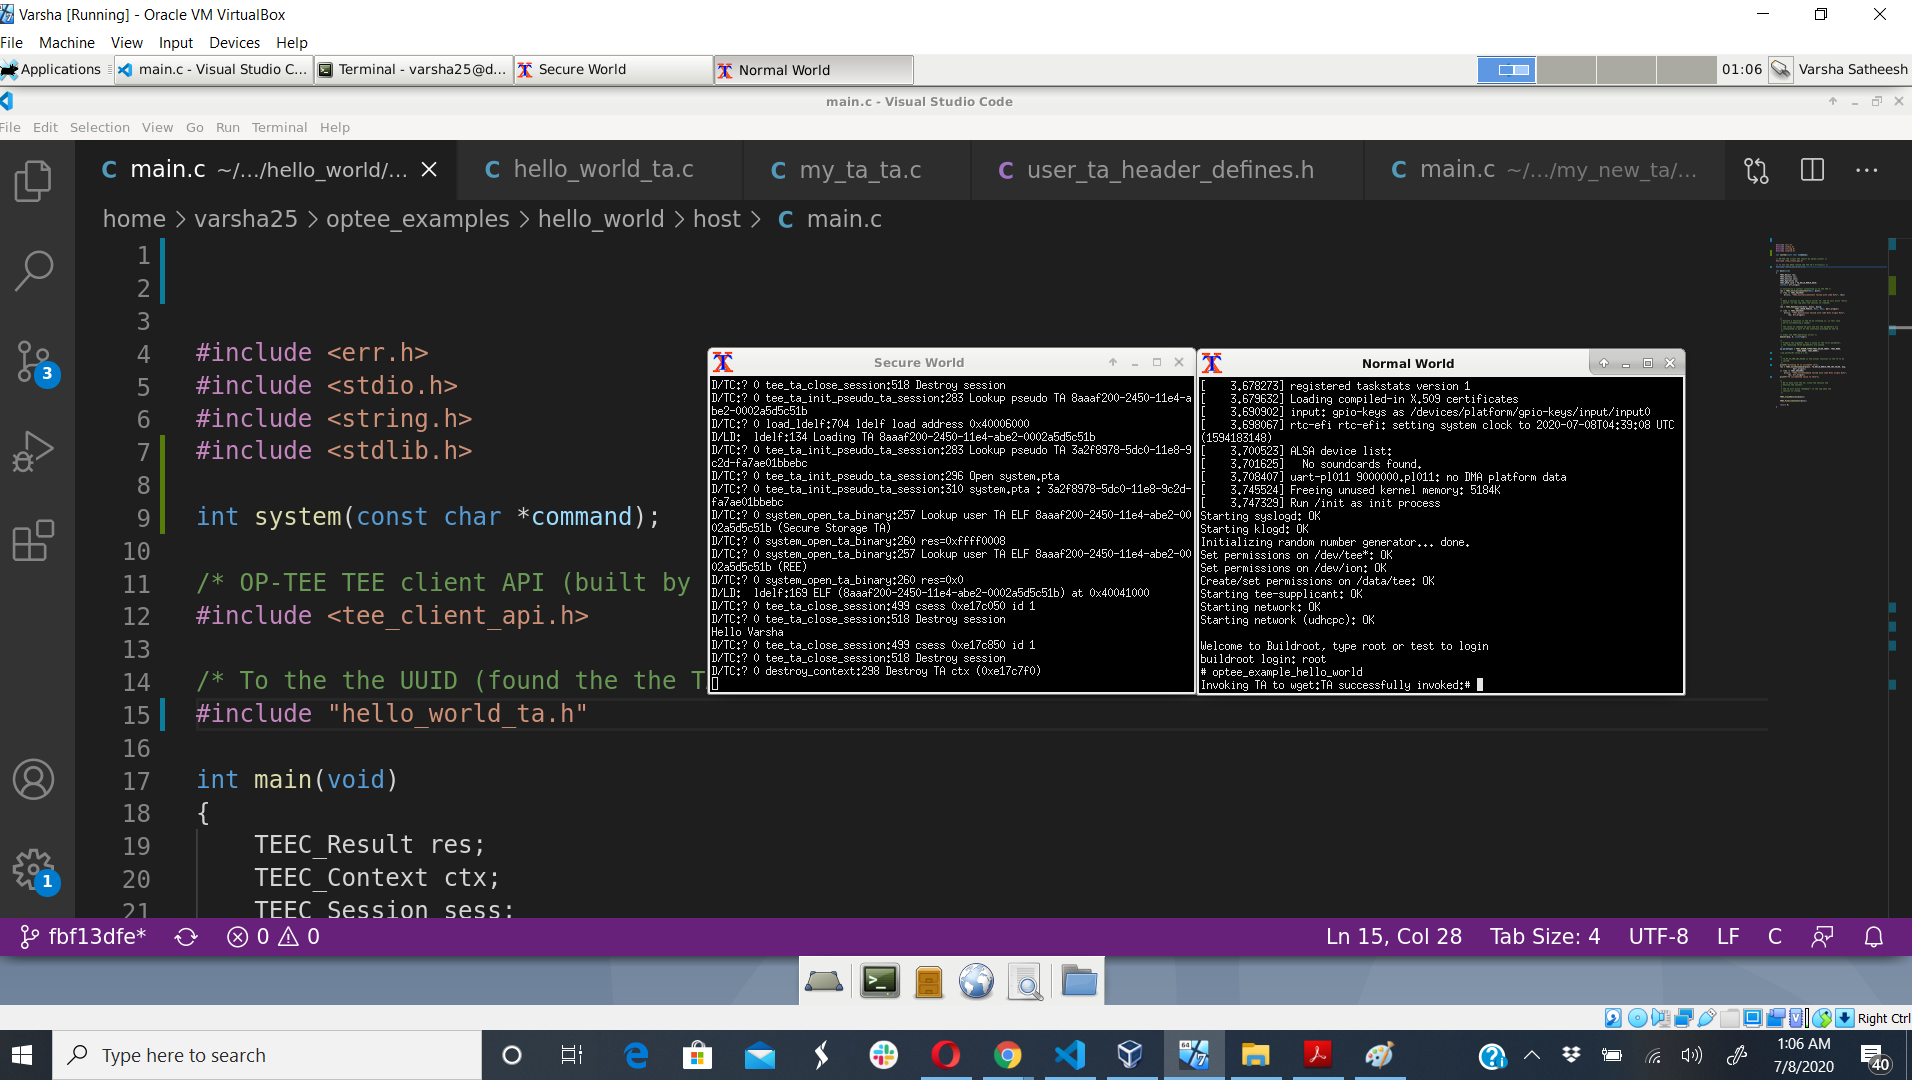 Varsha [Running] - Oracle VM VirtualBox
File Machine View Input Devices Help
Applications main.c - Visual Studio C... Terminal - varsha25@d... Secure World Normal World 01:06 Varsha Satheesh
main.c - Visual Studio Code
File Edit Selection View Go Run Terminal Help
main.c ~/.../hello_world/... hello_world_ta.c my_ta_ta.c user_ta_header_defines.h main.c ~/.../my_new_ta/...
home > varsha25 > optee_examples > hello_world > host > C main.c
1
2
3
4 #include <err.h>
5 #include <stdio.h>
6 #include <string.h>
7 #include <stdlib.h>
8
9 int system(const char *command);
10
11 /* OP-TEE TEE client API (built by
12 #include <tee_client_api.h>
13
14 /* To the the UUID (found the the T
15 #include "hello_world_ta.h"
16
17 int main(void)
18 {
19 TEEC_Result res;
20 TEEC_Context ctx;
21 TEEC_Session sess;
3
1
Secure World
D/TC:? 0 tee_ta_close_session:518 Destroy session
D/TC:? 0 tee_ta_init_pseudo_ta_session:283 Lookup pseudo TA 8aaaf200-2450-11e4-a
be2-0002a5d5c51b
D/TC:? 0 load_ldelf:704 ldelf load address 0x40006000
D/LD:  ldelf:134 Loading TA 8aaaf200-2450-11e4-abe2-0002a5d5c51b
D/TC:? 0 tee_ta_init_pseudo_ta_session:283 Lookup pseudo TA 3a2f8978-5dc0-11e8-9
c2d-fa7ae01bbebc
D/TC:? 0 tee_ta_init_pseudo_ta_session:296 Open system.pta
D/TC:? 0 tee_ta_init_pseudo_ta_session:310 system.pta : 3a2f8978-5dc0-11e8-9c2d-
fa7ae01bbebc
D/TC:? 0 system_open_ta_binary:257 Lookup user TA ELF 8aaaf200-2450-11e4-abe2-00
02a5d5c51b (Secure Storage TA)
D/TC:? 0 system_open_ta_binary:260 res=0xffff0008
D/TC:? 0 system_open_ta_binary:257 Lookup user TA ELF 8aaaf200-2450-11e4-abe2-00
02a5d5c51b (REE)
D/TC:? 0 system_open_ta_binary:260 res=0x0
D/LD:  ldelf:169 ELF (8aaaf200-2450-11e4-abe2-0002a5d5c51b) at 0x40041000
D/TC:? 0 tee_ta_close_session:499 csess 0xe17c050 id 1
D/TC:? 0 tee_ta_close_session:518 Destroy session
Hello Varsha
D/TC:? 0 tee_ta_close_session:499 csess 0xe17c850 id 1
D/TC:? 0 tee_ta_close_session:518 Destroy session
D/TC:? 0 destroy_context:298 Destroy TA ctx (0xe17c7f0)
Normal World
[    3.678273] registered taskstats version 1
[    3.679632] Loading compiled-in X.509 certificates
[    3.690902] input: gpio-keys as /devices/platform/gpio-keys/input/input0
[    3.698067] rtc-efi rtc-efi: setting system clock to 2020-07-08T04:39:08 UTC
(1594183148)
[    3.700523] ALSA device list:
[    3.701625]   No soundcards found.
[    3.708407] uart-pl011 9000000.pl011: no DMA platform data
[    3.745524] Freeing unused kernel memory: 5184K
[    3.747329] Run /init as init process
Starting syslogd: OK
Starting klogd: OK
Initializing random number generator... done.
Set permissions on /dev/tee*: OK
Set permissions on /dev/ion: OK
Create/set permissions on /data/tee: OK
Starting tee-supplicant: OK
Starting network: OK
Starting network (udhcpc): OK
Welcome to Buildroot, type root or test to login
buildroot login: root
# optee_example_hello_world
Invoking TA to wget:TA successfully invoked:#
fbf13dfe* 0 0 Ln 15, Col 28 Tab Size: 4 UTF-8 LF C
Right Ctrl
Type here to search
1:06 AM
7/8/2020
40